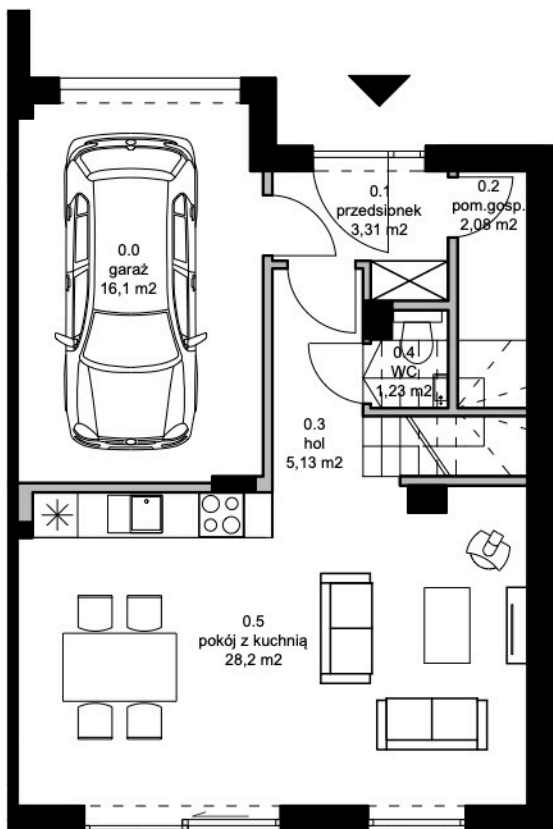 0.0
garaż
16,1 m2
0.1
przedsionek
3,31 m2
0.2
pom.gosp.
2,08 m2
0.4
WC
1,23 m2
0.3
hol
5,13 m2
0.5
pokój z kuchnią
28,2 m2